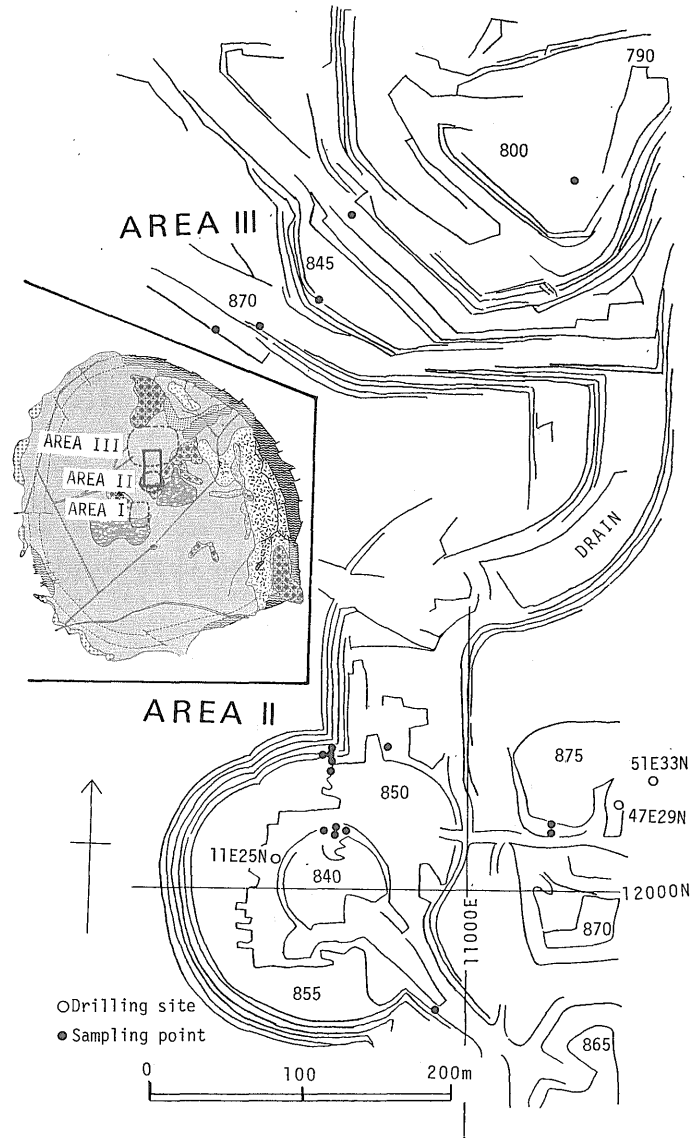 790
800
AREA III
845
870
AREA III
AREA II
AREA I
DRAIN
AREA II
875
51E33N
850
47E29N
11E25N
840
12000N
11000E
870
855
Drilling site
Sampling point
865
0 100 200m